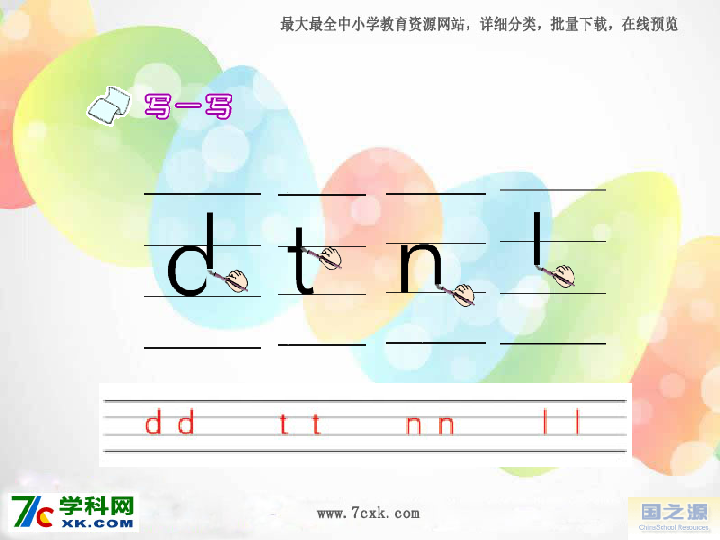 最大最全中小学教育资源网站，详细分类，批量下载，在线预览
写一写
d t n l
d d t t n n l l
7C 学科网
XK.COM
www.7cxk.com
国之源
ChinaSchool Resources